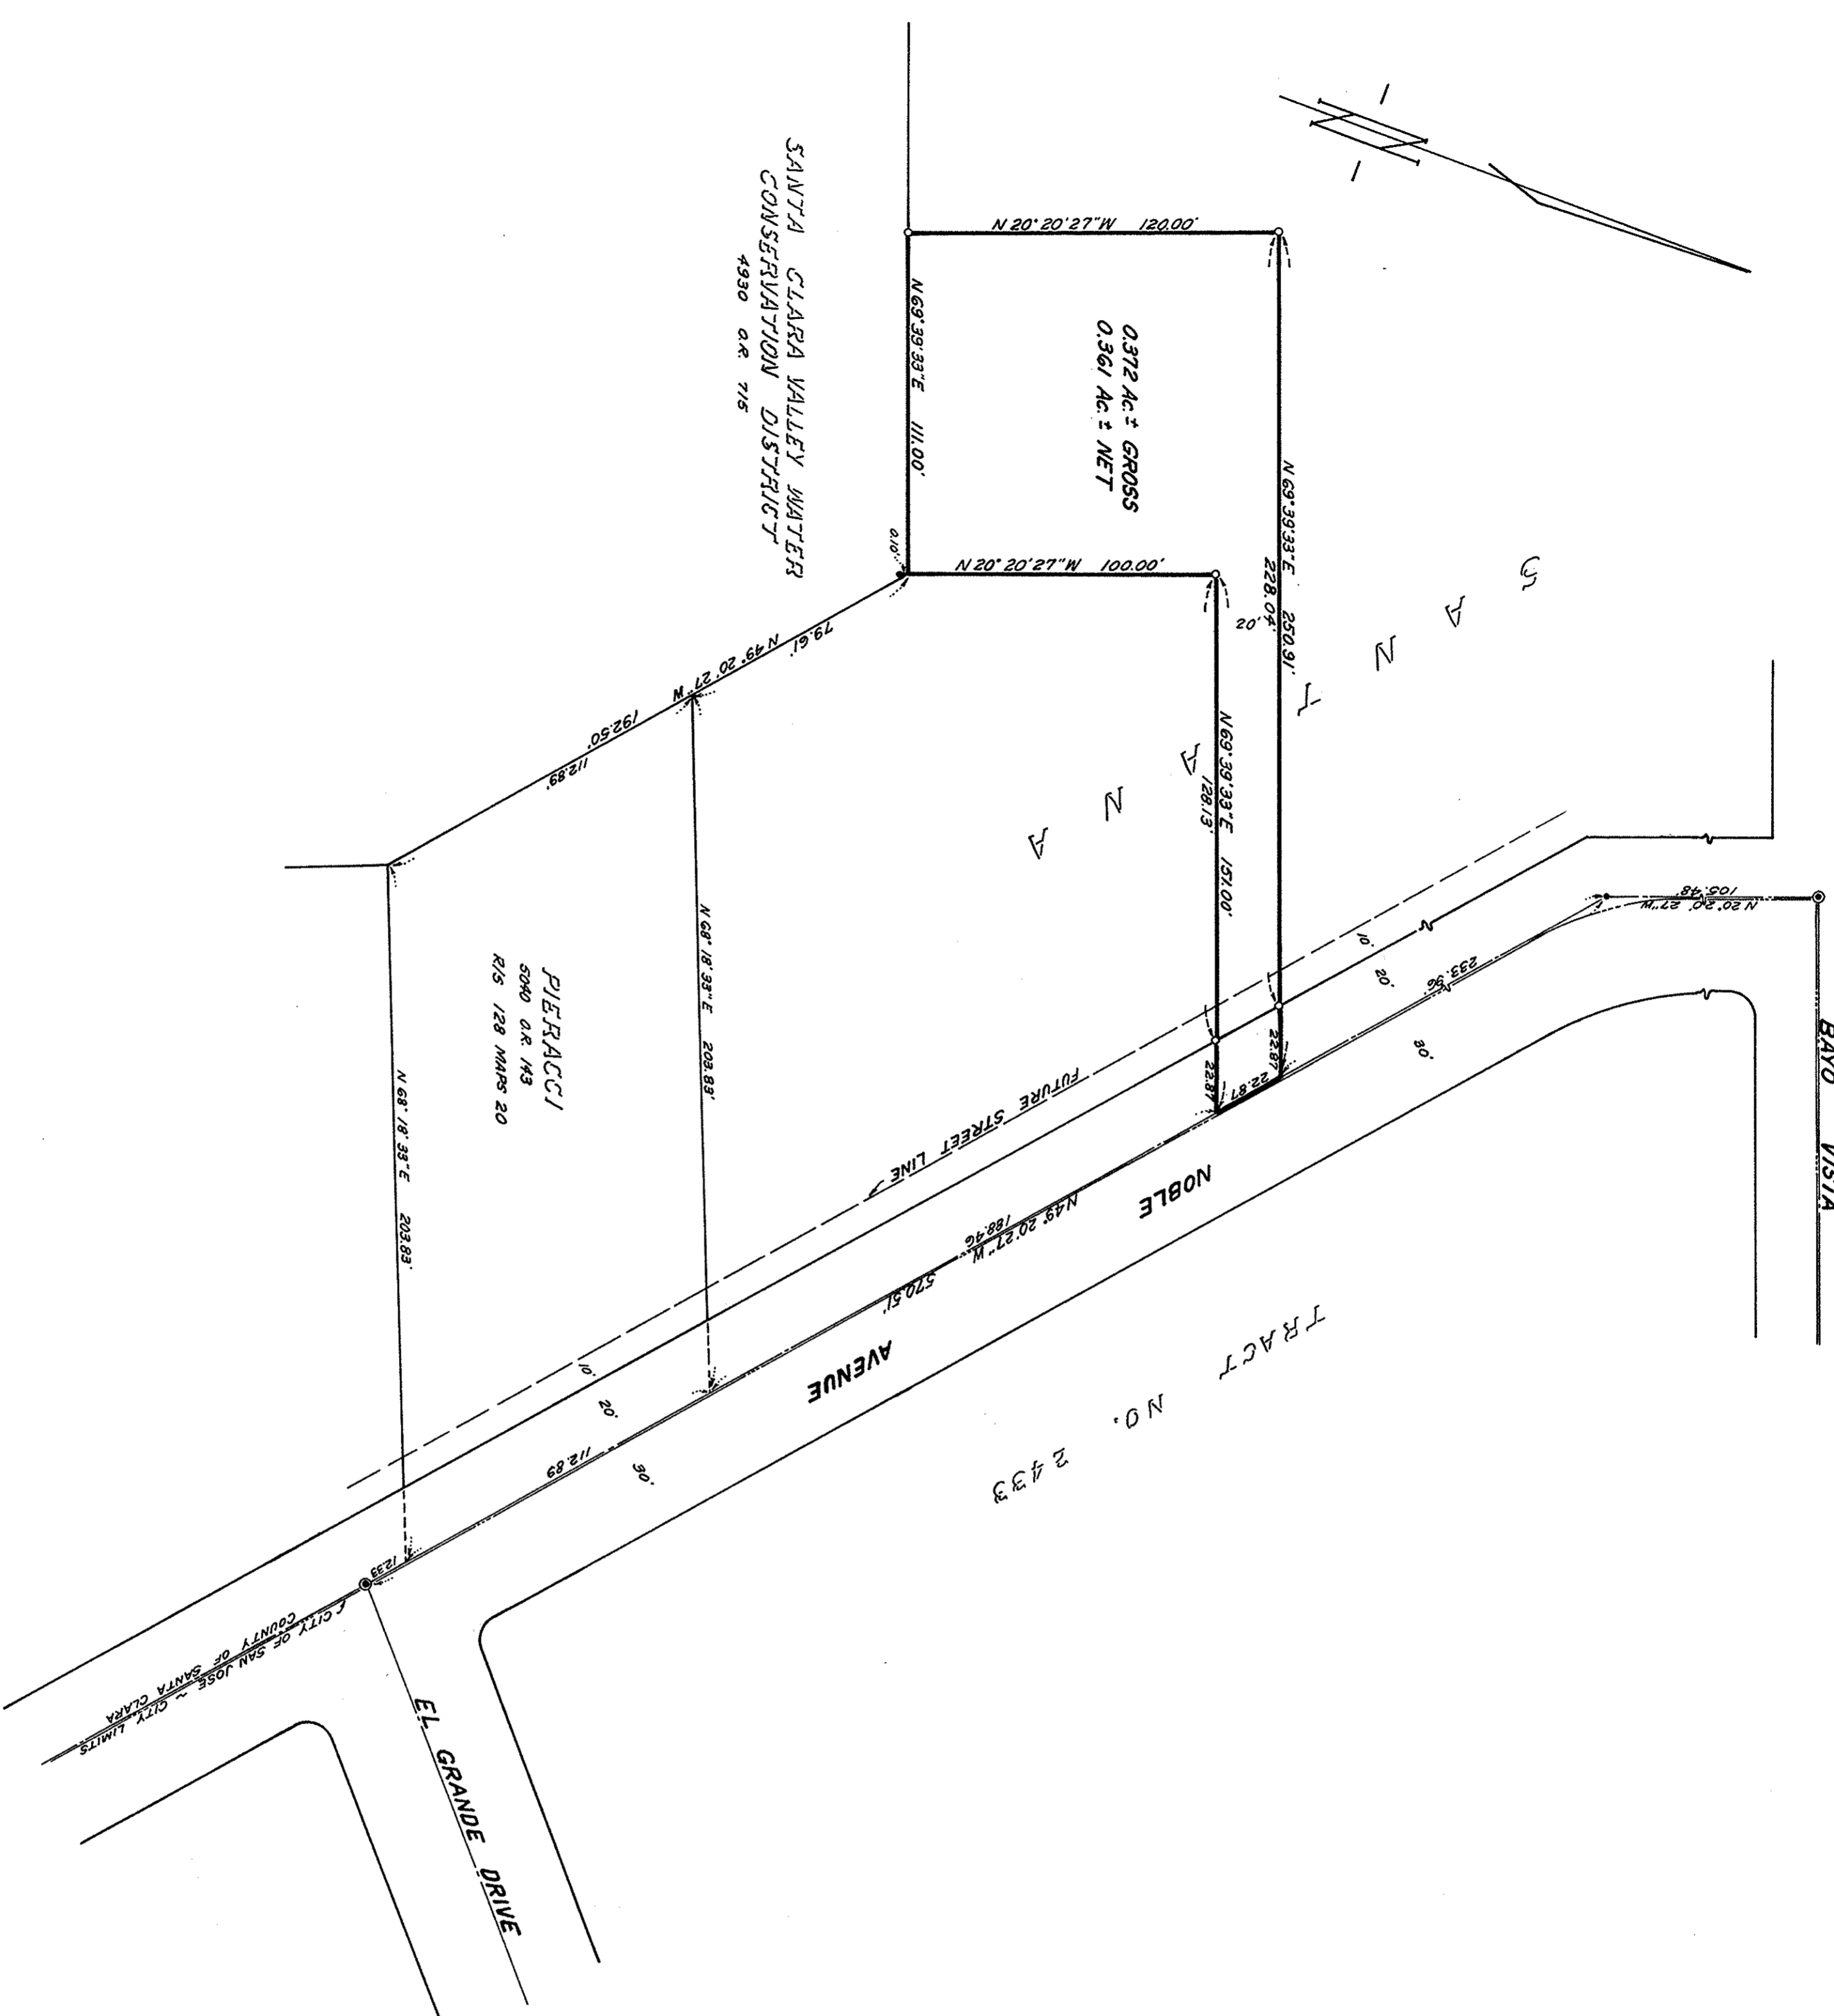 N 20° 20' 27" W 120.00'
N 69° 39' 33" E 111.00'
0.372 Ac.± GROSS
0.361 Ac.± NET
N 69° 39' 33" E 250.91'
228.04'
SANTA CLARA VALLEY WATER
CONSERVATION DISTRICT
4930 O.R. 715
0.10'
N 20° 20' 27" W 100.00'
20.02'
N 69° 39' 33" E 151.00'
128.13'
SANTA ANA
79.61'
N 49° 20' 27" W
192.50'
112.89'
N 68° 18' 33" E 203.83'
PIERACCI
5040 O.R. 143
R/S 128 MAPS 20
N 68° 18' 33" E 203.83'
N 20° 20' 27" W
105.48'
233.96'
10'
20'
30'
22.87
22.87
22.87
FUTURE STREET LINE
NOBLE AVENUE
N 49° 20' 27" W
188.46
570.51'
BAYO VISTA
TRACT NO. 2433
10'
20'
30'
112.89
12.33
CITY OF SAN JOSE ~ CITY LIMITS
COUNTY OF SANTA CLARA
EL GRANDE DRIVE